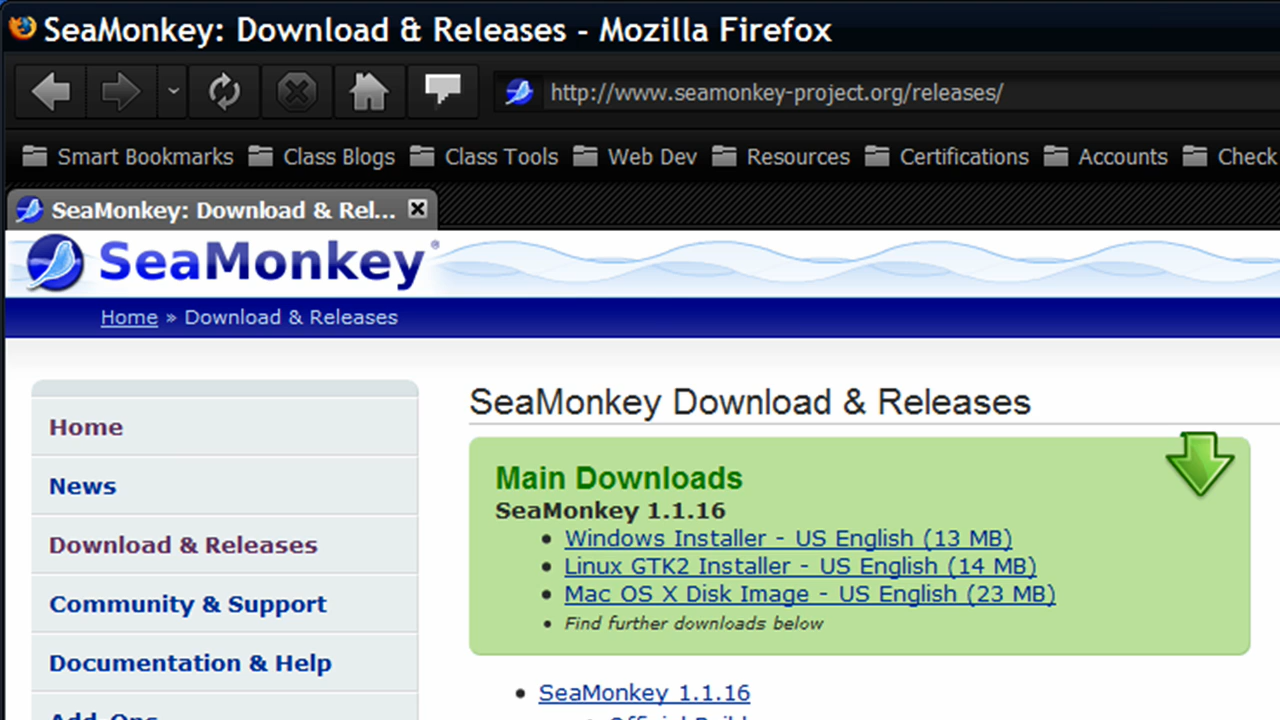 SeaMonkey: Download & Releases - Mozilla Firefox
http://www.seamonkey-project.org/releases/
Smart Bookmarks Class Blogs Class Tools Web Dev Resources Certifications Accounts Check
SeaMonkey: Download & Rel...
SeaMonkey®
Home » Download & Releases
Home
News
Download & Releases
Community & Support
Documentation & Help
Add-Ons
SeaMonkey Download & Releases
Main Downloads
SeaMonkey 1.1.16
• Windows Installer - US English (13 MB)
• Linux GTK2 Installer - US English (14 MB)
• Mac OS X Disk Image - US English (23 MB)
• Find further downloads below
• SeaMonkey 1.1.16